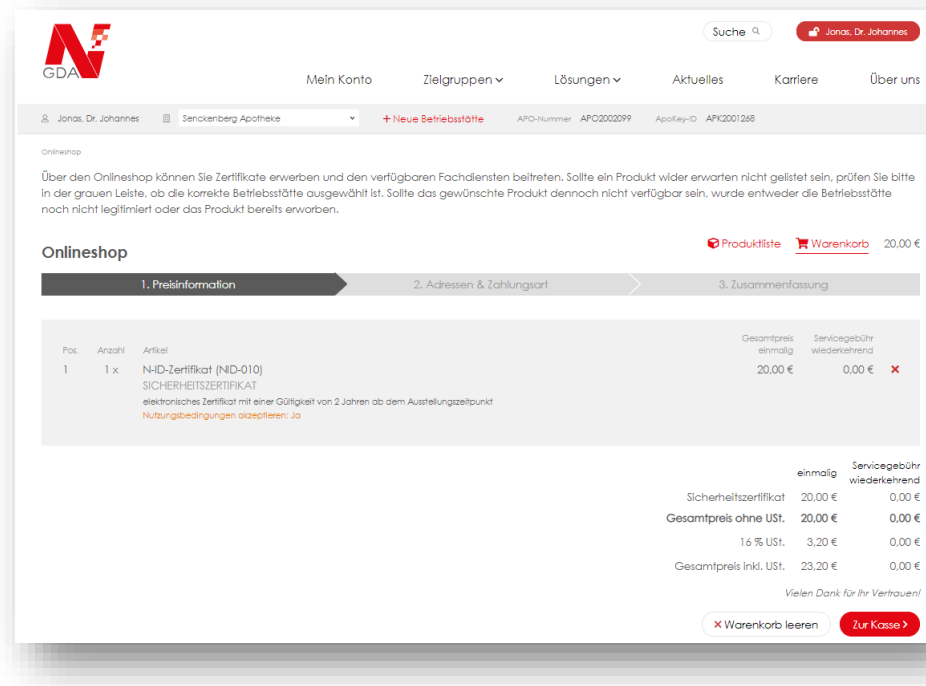 Suche
Jonas, Dr. Johannes
N
GDA
Mein Konto Zielgruppen Lösungen Aktuelles Karriere Über uns
Jonas, Dr. Johannes Senckenberg Apotheke + Neue Betriebsstätte APO-Nummer APO2002099 ApoKey-ID APK2001268
Onlineshop
Über den Onlineshop können Sie Zertifikate erwerben und den verfügbaren Fachdiensten beitreten. Sollte ein Produkt wider erwarten nicht gelistet sein, prüfen Sie bitte
in der grauen Leiste, ob die korrekte Betriebsstätte ausgewählt ist. Sollte das gewünschte Produkt dennoch nicht verfügbar sein, wurde entweder die Betriebsstätte
noch nicht legitimiert oder das Produkt bereits erworben.
Onlineshop
Produktliste Warenkorb 20,00 €
1. Preisinformation 2. Adressen & Zahlungsart 3. Zusammenfassung
Pos. Anzahl Artikel Gesamtpreis einmalig Servicegebühr wiederkehrend
1 1 x N-ID-Zertifikat (NID-010) 20,00 € 0,00 € ×
SICHERHEITSZERTIFIKAT
elektronisches Zertifikat mit einer Gültigkeit von 2 Jahren ab dem Ausstellungszeitpunkt
Nutzungsbedingungen akzeptieren: Ja
einmalig Servicegebühr wiederkehrend
Sicherheitszertifikat 20,00 € 0,00 €
Gesamtpreis ohne USt. 20,00 € 0,00 €
16 % USt. 3,20 € 0,00 €
Gesamtpreis inkl. USt. 23,20 € 0,00 €
Vielen Dank für Ihr Vertrauen!
× Warenkorb leeren Zur Kasse >